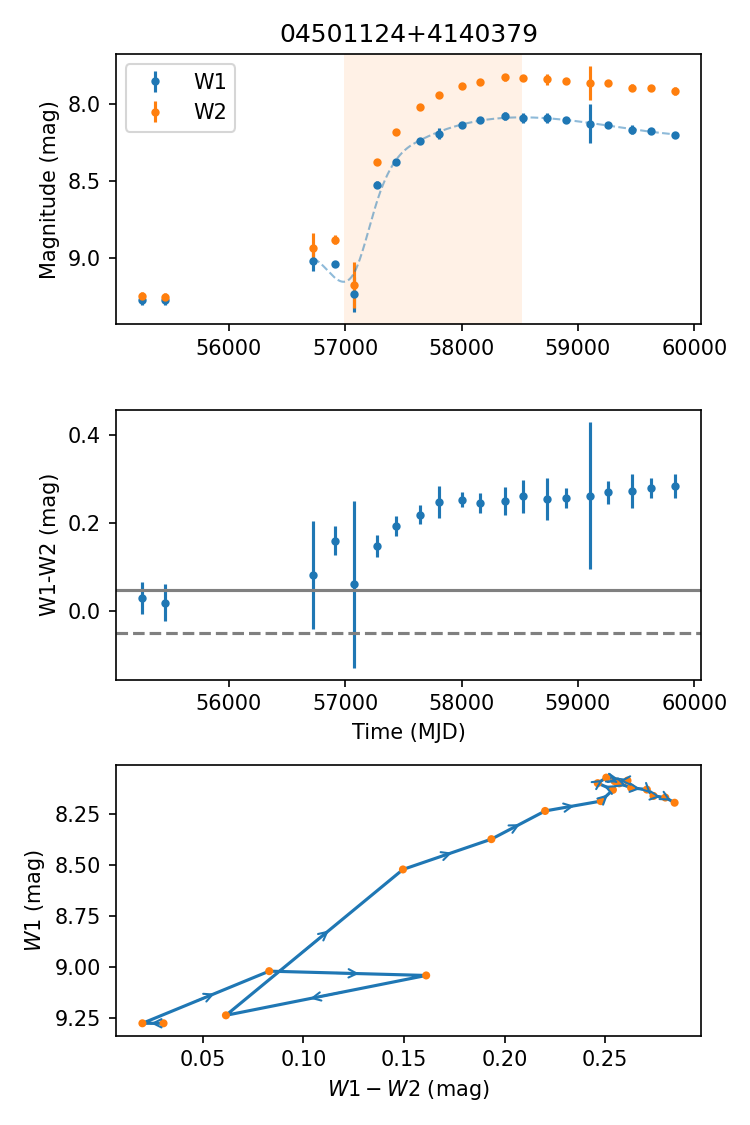 04501124+4140379
W1
W2
Magnitude (mag)
8.0
8.5
9.0
56000 57000 58000 59000 60000
W1-W2 (mag)
0.4
0.2
0.0
56000 57000 58000 59000 60000
Time (MJD)
W1 (mag)
8.25
8.50
8.75
9.00
9.25
0.05 0.10 0.15 0.20 0.25
W1 − W2 (mag)